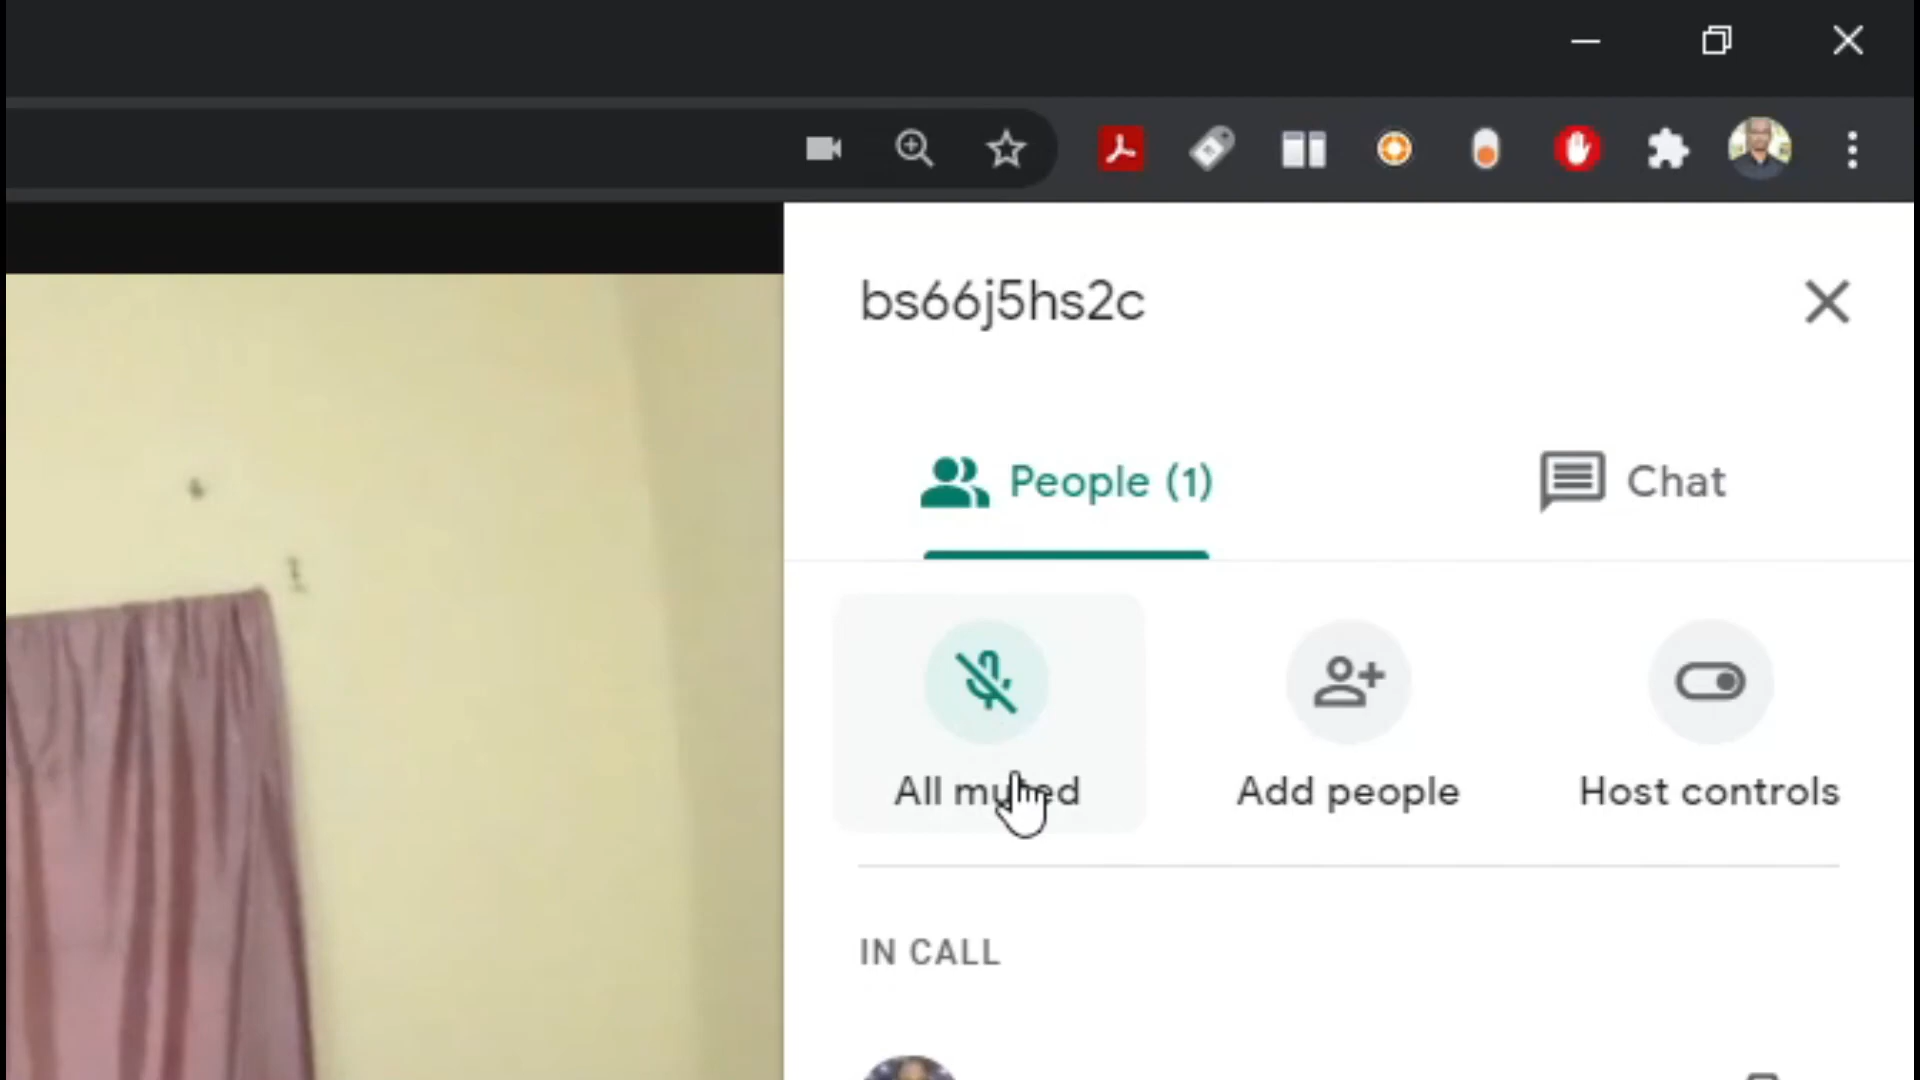 bs66j5hs2c
People (1)
Chat
All muted
Add people
Host controls
IN CALL